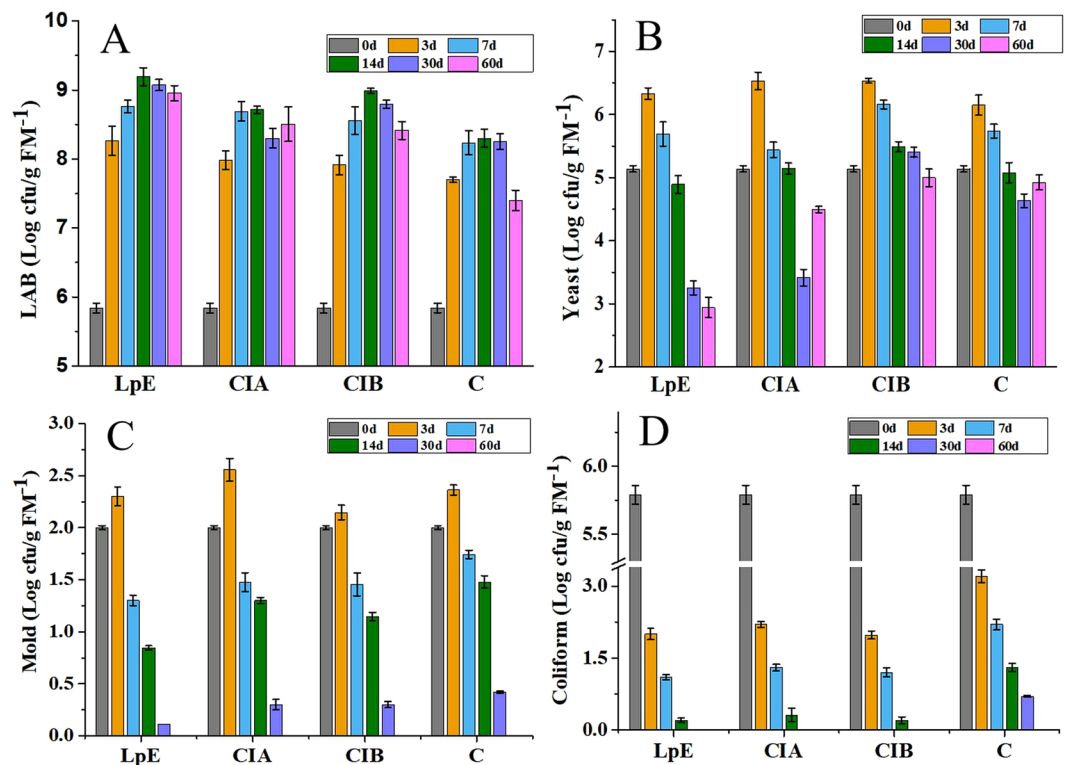 A
0d 3d 7d
14d 30d 60d
LAB (Log cfu/g FM⁻¹)
10
9
8
7
6
5
LpE CIA CIB C
B
0d 3d 7d
14d 30d 60d
Yeast (Log cfu/g FM⁻¹)
7
6
5
4
3
2
LpE CIA CIB C
C
0d 3d 7d
14d 30d 60d
Mold (Log cfu/g FM⁻¹)
3.0
2.5
2.0
1.5
1.0
0.5
0.0
LpE CIA CIB C
D
0d 3d 7d
14d 30d 60d
Coliform (Log cfu/g FM⁻¹)
6.0
5.5
3.0
1.5
0.0
LpE CIA CIB C